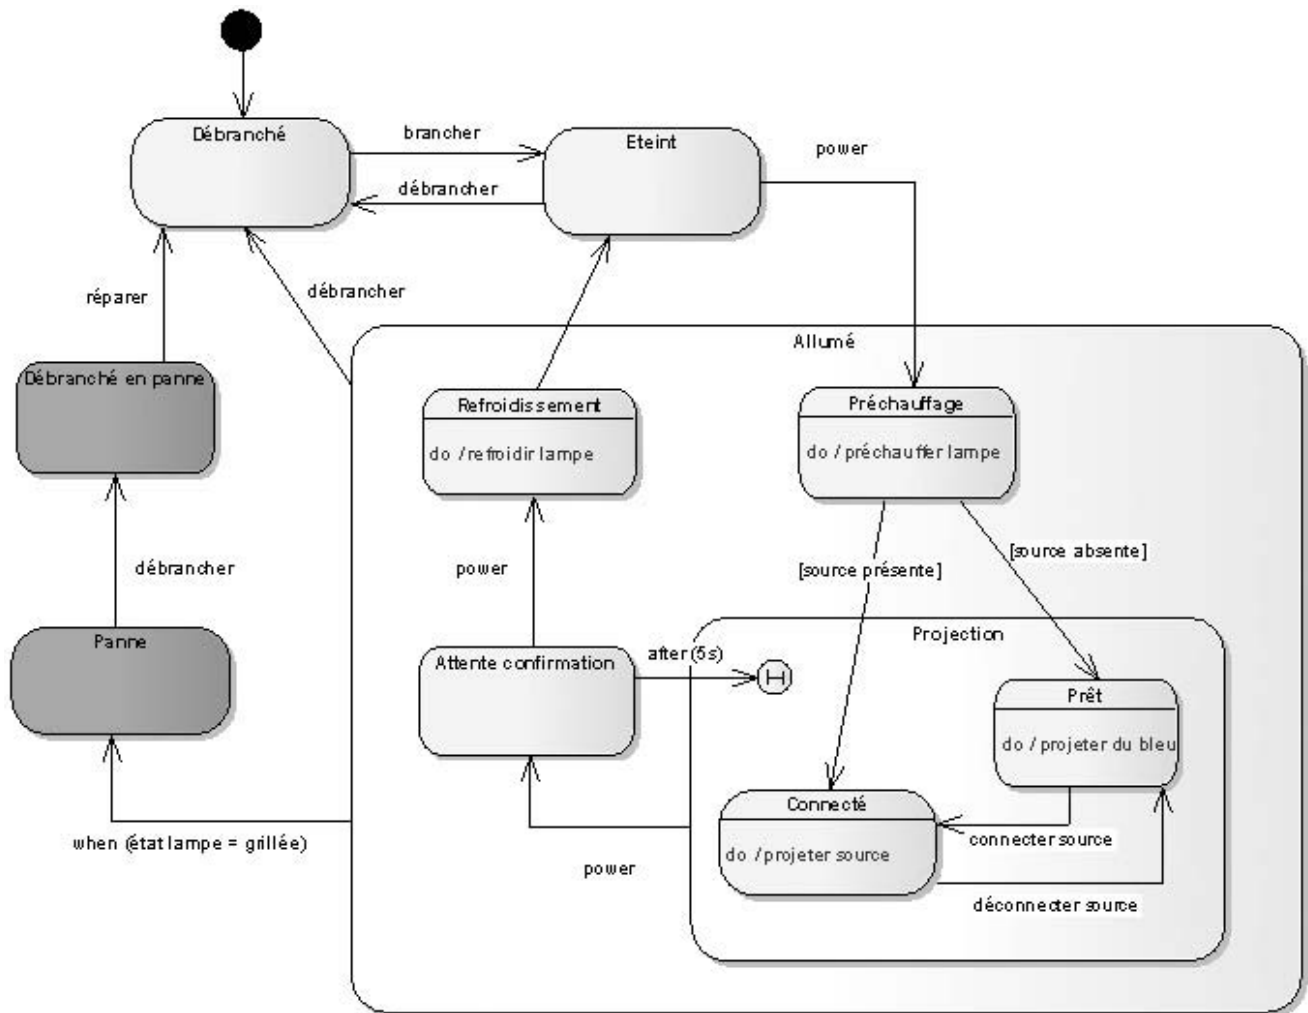 Débranché
brancher
Eteint
power
débrancher
réparer
débrancher
Allumé
Débranché en panne
Refroidissement
do / refroidir lampe
Préchauffage
do / préchauffer lampe
débrancher
power
[source présente]
[source absente]
Panne
Attente confirmation
after (5s)
H
Projection
Prêt
do / projeter du bleu
Connecté
do / projeter source
connecter source
when (état lampe = grillée)
power
déconnecter source